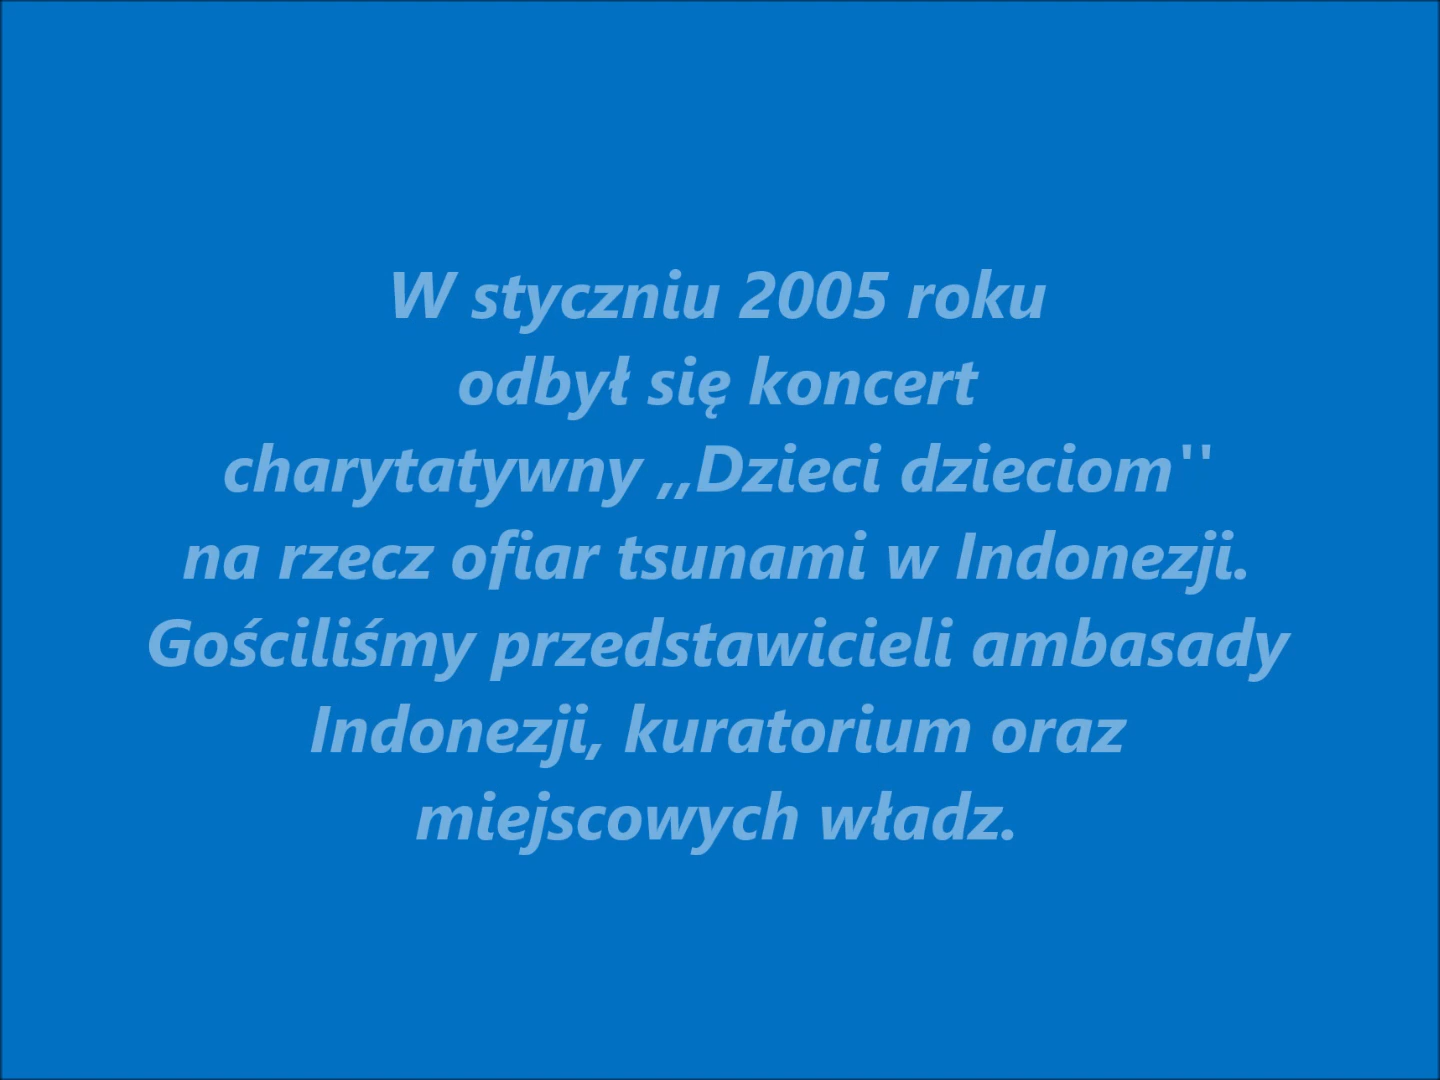 W styczniu 2005 roku
odbył się koncert
charytatywny ,,Dzieci dzieciom''
na rzecz ofiar tsunami w Indonezji.
Gościliśmy przedstawicieli ambasady
Indonezji, kuratorium oraz
miejscowych władz.